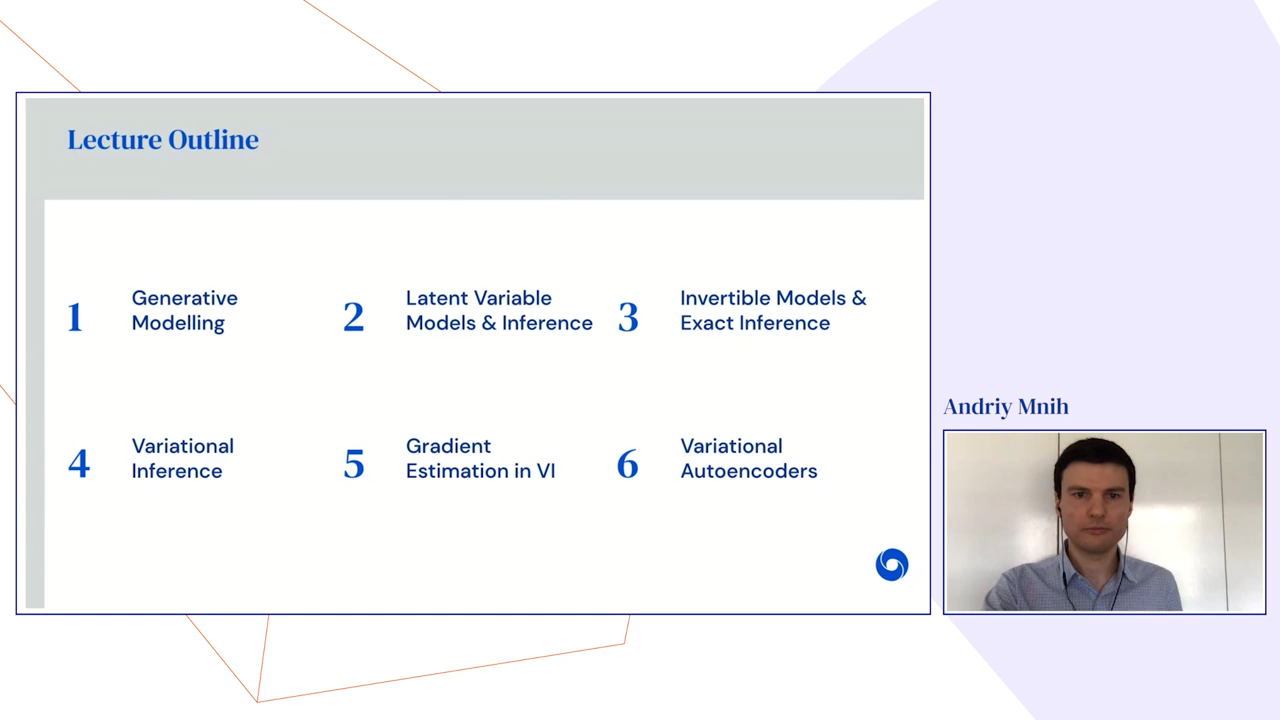 Lecture Outline
1
Generative
Modelling
2
Latent Variable
Models & Inference
3
Invertible Models &
Exact Inference
4
Variational
Inference
5
Gradient
Estimation in VI
6
Variational
Autoencoders
Andriy Mnih